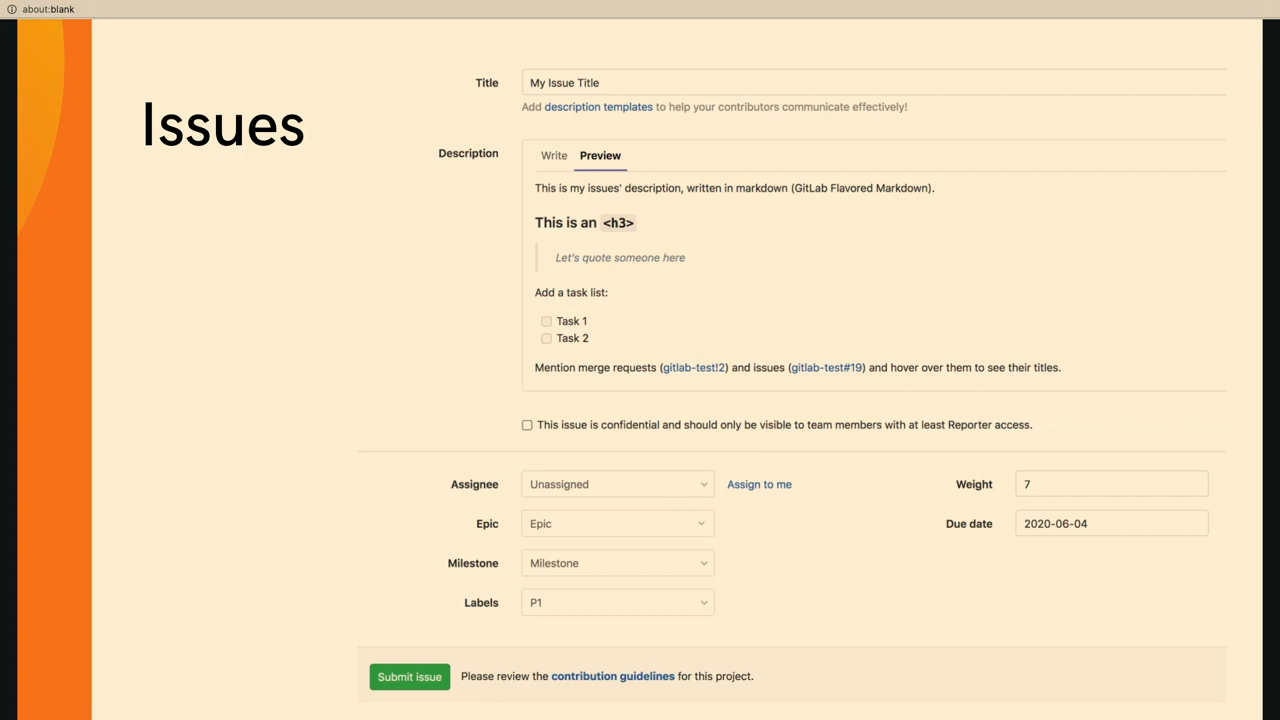 about:blank
Issues
Title
My Issue Title
Add description templates to help your contributors communicate effectively!
Description
Write Preview
This is my issues' description, written in markdown (GitLab Flavored Markdown).
This is an <h3>
Let's quote someone here
Add a task list:
Task 1
Task 2
Mention merge requests (gitlab-test!2) and issues (gitlab-test#19) and hover over them to see their titles.
This issue is confidential and should only be visible to team members with at least Reporter access.
Assignee Unassigned Assign to me Weight 7
Epic Epic Due date 2020-06-04
Milestone Milestone
Labels P1
Submit issue Please review the contribution guidelines for this project.